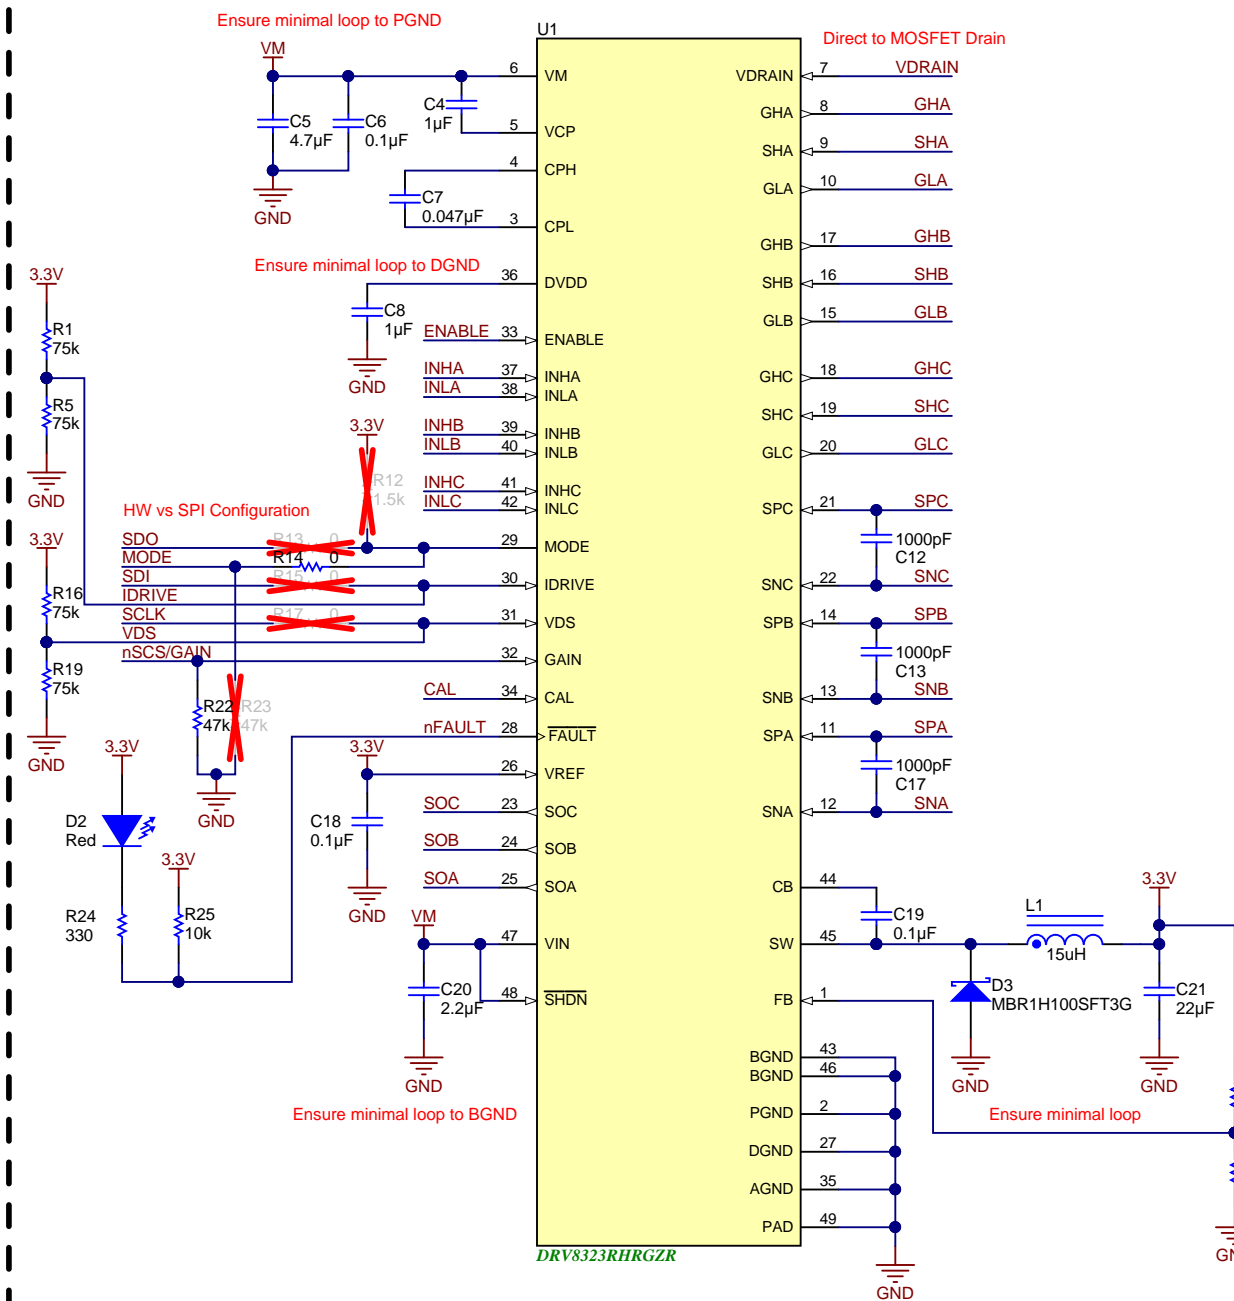 Ensure minimal loop to PGND
U1
Direct to MOSFET Drain
VM
6 VM
VDRAIN 7 VDRAIN
C5
4.7µF
C6
0.1µF
C4
1µF
5 VCP
GHA 8 GHA
SHA 9 SHA
4 CPH
GLA 10 GLA
GND
C7
0.047µF
3 CPL
GHB 17 GHB
Ensure minimal loop to DGND
36 DVDD
SHB 16 SHB
3.3V
C8
1µF
GLB 15 GLB
R1
75k
ENABLE 33 ENABLE
GND
INHA 37 INHA
GHC 18 GHC
INLA 38 INLA
R5
75k
SHC 19 SHC
3.3V
INHB 39 INHB
INLB 40 INLB
GLC 20 GLC
GND
R12
1.5k
INHC 41 INHC
INLC 42 INLC
SPC 21 SPC
HW vs SPI Configuration
1000pF
C12
3.3V
SDO R13 0
29 MODE
MODE R14 0
SDI R15 0
30 IDRIVE
SNC 22 SNC
IDRIVE
R16
75k
SCLK R17 0
31 VDS
SPB 14 SPB
VDS
nSCS/GAIN 32 GAIN
1000pF
C13
R19
75k
CAL 34 CAL
SNB 13 SNB
R22
47k
R23
47k
nFAULT 28 FAULT
SPA 11 SPA
GND
3.3V
3.3V
26 VREF
1000pF
C17
GND
SOC 23 SOC
SNA 12 SNA
D2
Red
C18
0.1µF
SOB 24 SOB
3.3V
SOA 25 SOA
CB 44
3.3V
GND
R24
330
R25
10k
VM
C19
0.1µF
L1
15uH
47 VIN
SW 45
C20
2.2µF
48 SHDN
FB 1
D3
MBR1H100SFT3G
C21
22µF
GND
BGND 43
BGND 46
GND
GND
Ensure minimal loop to BGND
PGND 2
Ensure minimal loop
DGND 27
AGND 35
PAD 49
DRV8323RHRGZR
GND